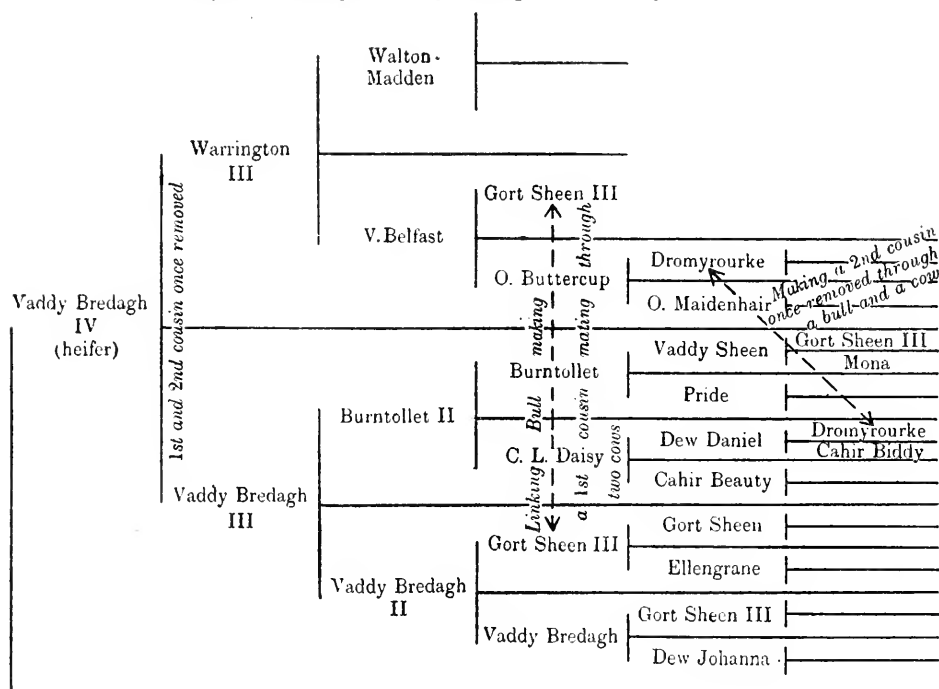 Walton-
Madden
Warrington
III
Gort Sheen III
V. Belfast
Dromyrourke
O. Buttercup
O. Maidenhair
Making a 2nd cousin
once removed through
a bull and a cow
Vaddy Bredagh
IV
(heifer)
1st and 2nd cousin once removed
Linking Bull making
a 1st cousin mating through
two cows
Vaddy Sheen
Gort Sheen III
Mona
Burntollet
Pride
Burntollet II
Dew Daniel
Dromyrourke
Cahir Biddy
C. L. Daisy
Cahir Beauty
Vaddy Bredagh
III
Gort Sheen
Gort Sheen III
Ellengrane
Vaddy Bredagh
II
Gort Sheen III
Vaddy Bredagh
Dew Johanna